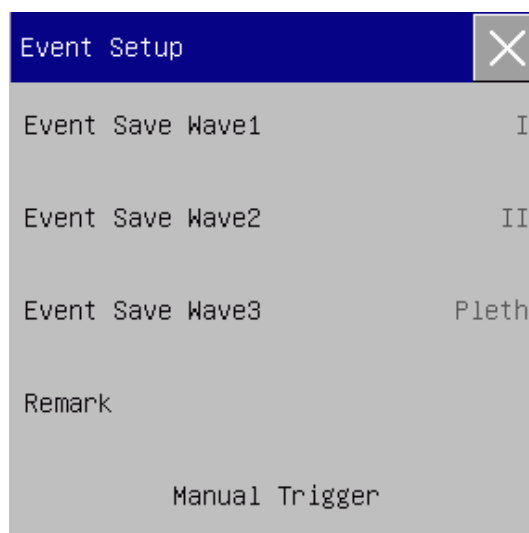 Event Setup
Event Save Wave1 I
Event Save Wave2 II
Event Save Wave3 Pleth
Remark
Manual Trigger